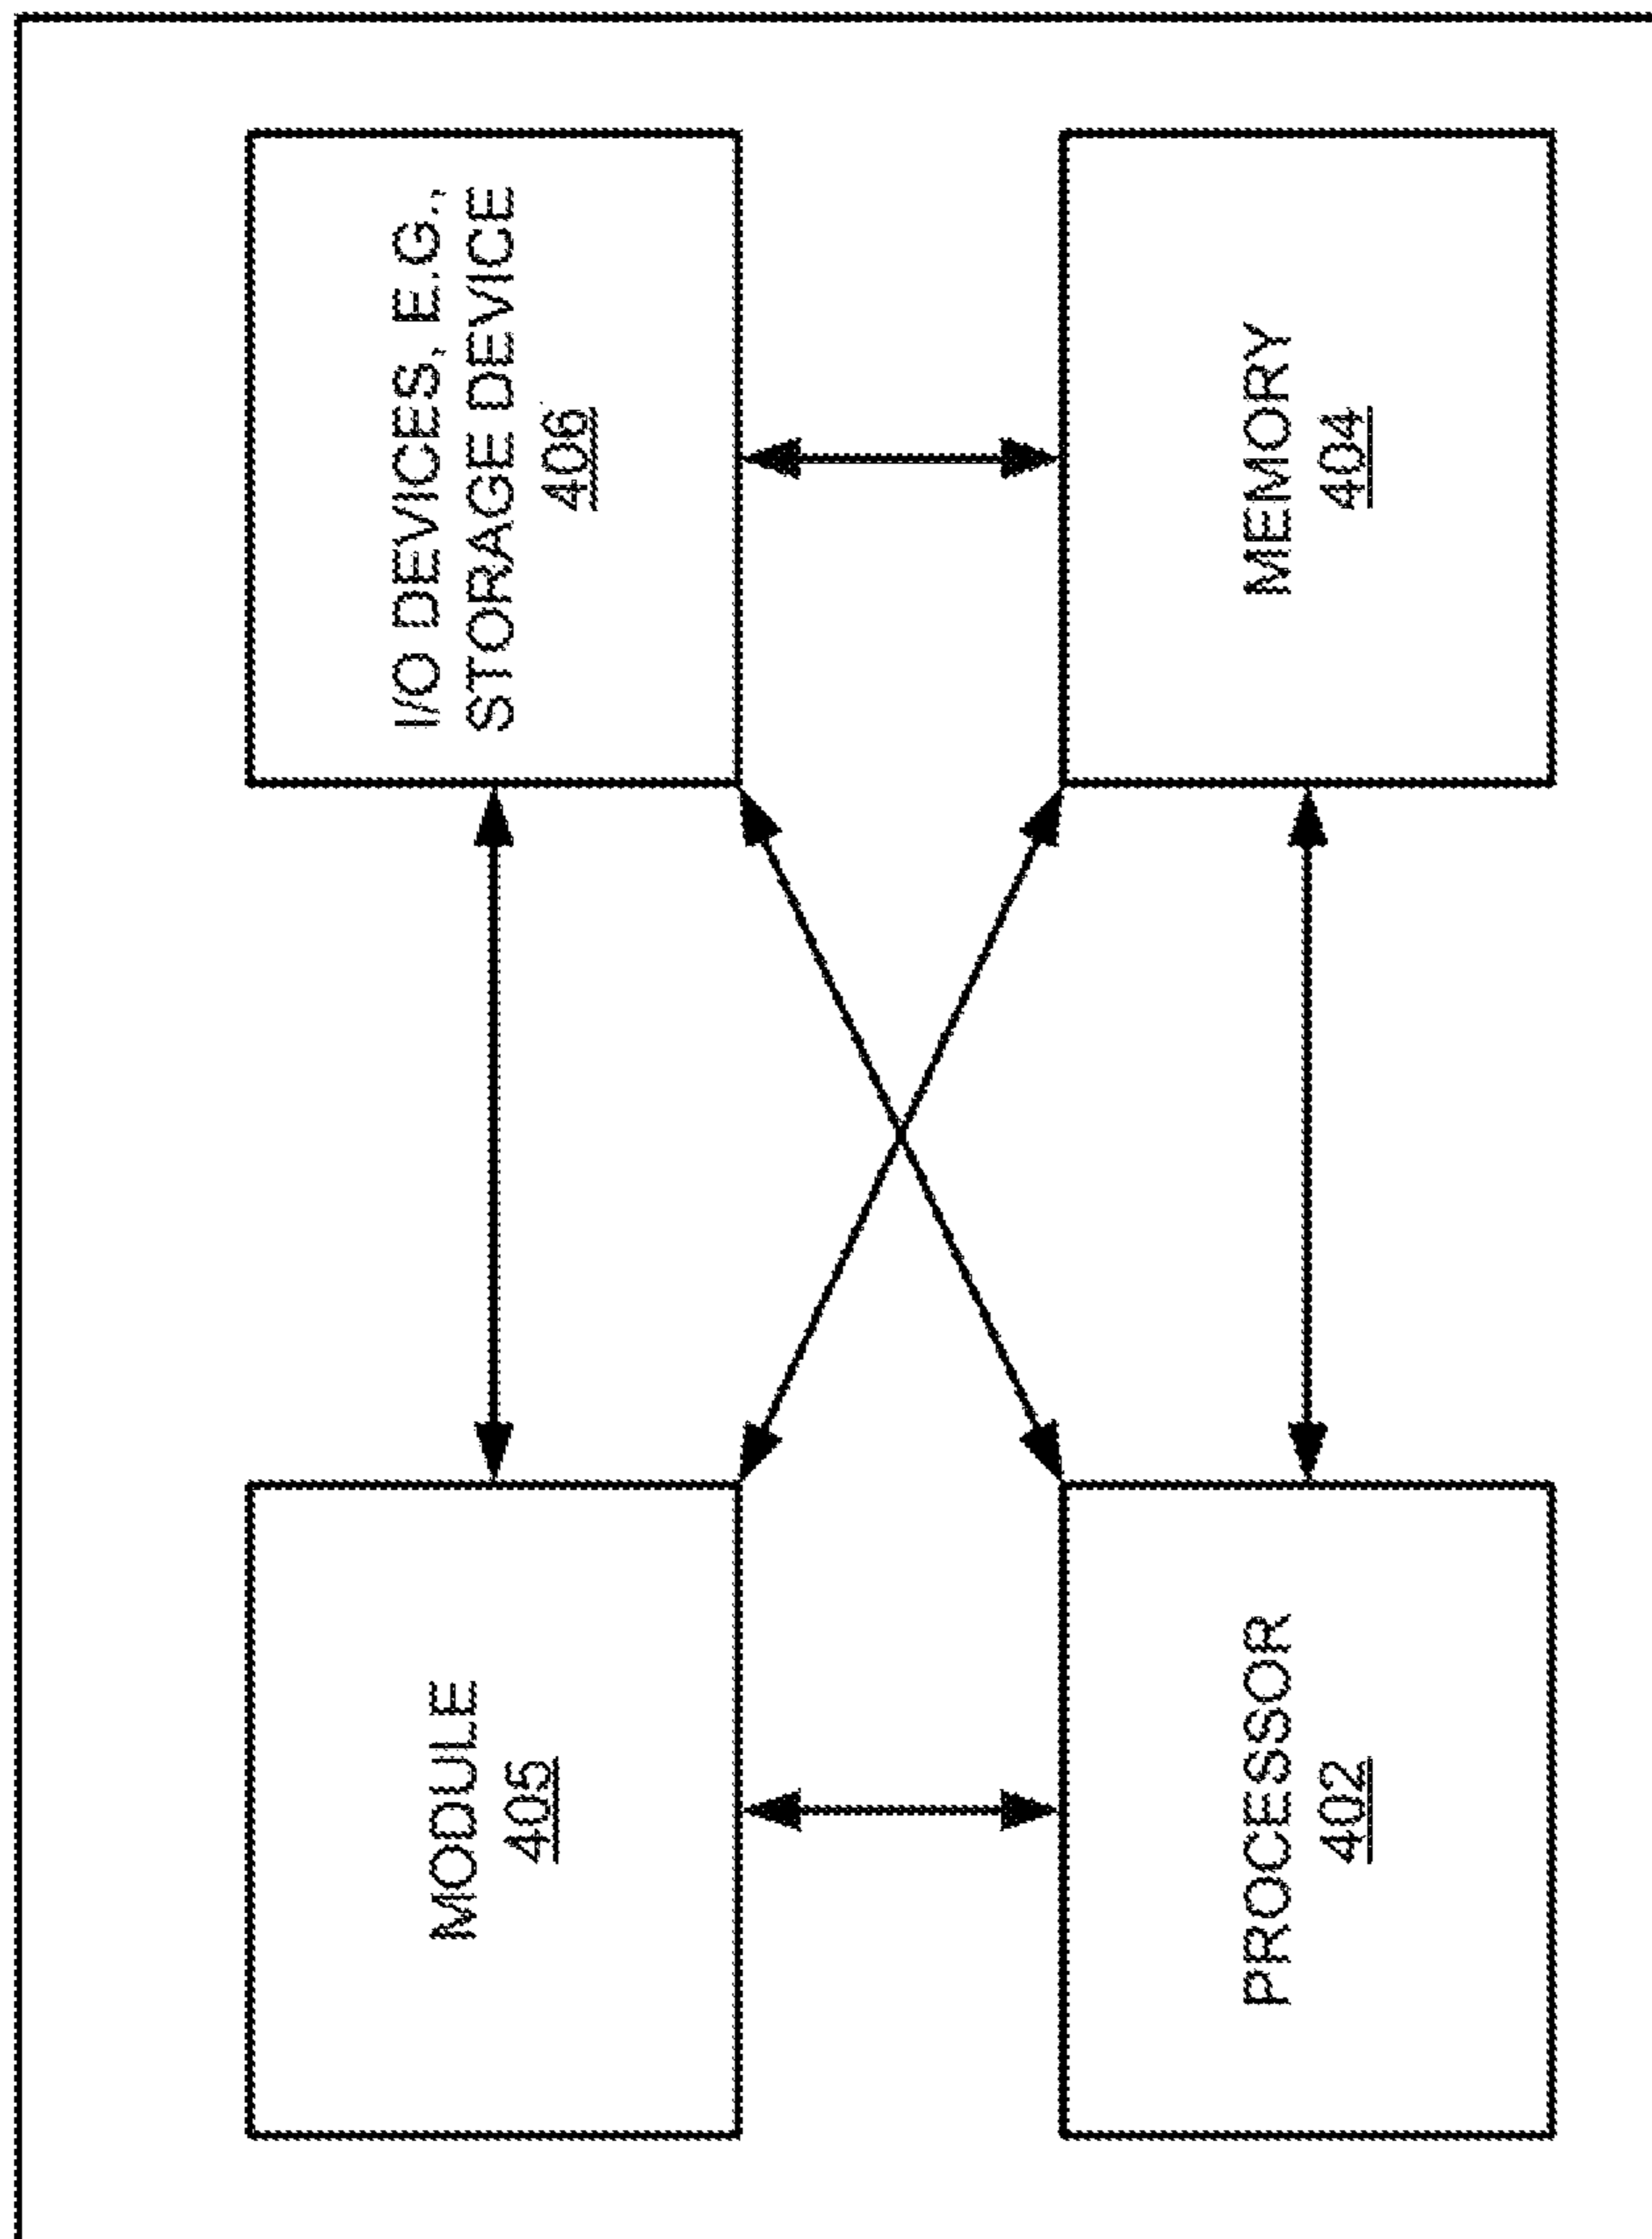 MODULE
405
I/O DEVICES, E.G.,
STORAGE DEVICE
406
PROCESSOR
402
MEMORY
404